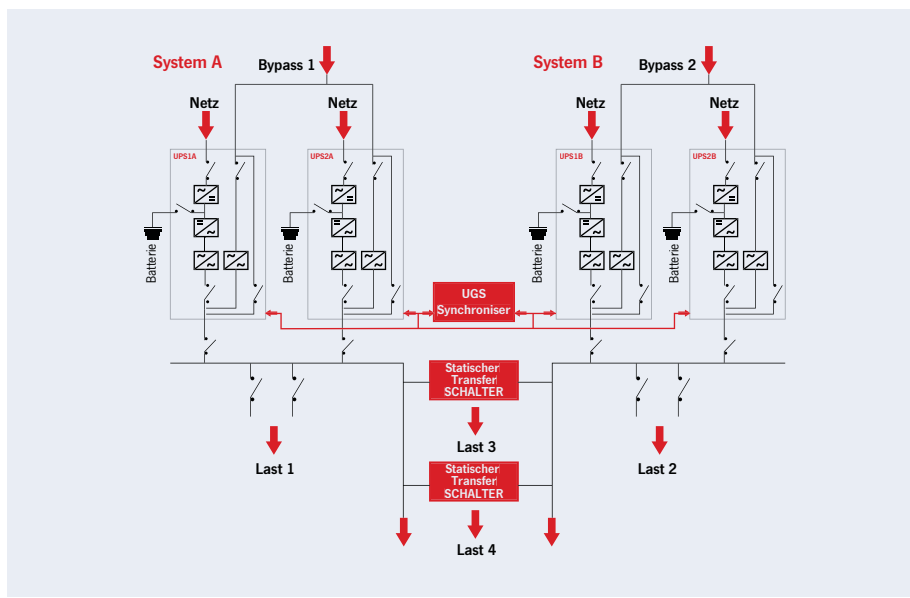 System A
Bypass 1
System B
Bypass 2
Netz
Netz
Netz
Netz
UPS1A
UPS2A
UPS1B
UPS2B
Batterie
Batterie
Batterie
Batterie
UGS
Synchroniser
Statischer
Transfer
SCHALTER
Last 3
Last 1
Last 2
Statischer
Transfer
SCHALTER
Last 4